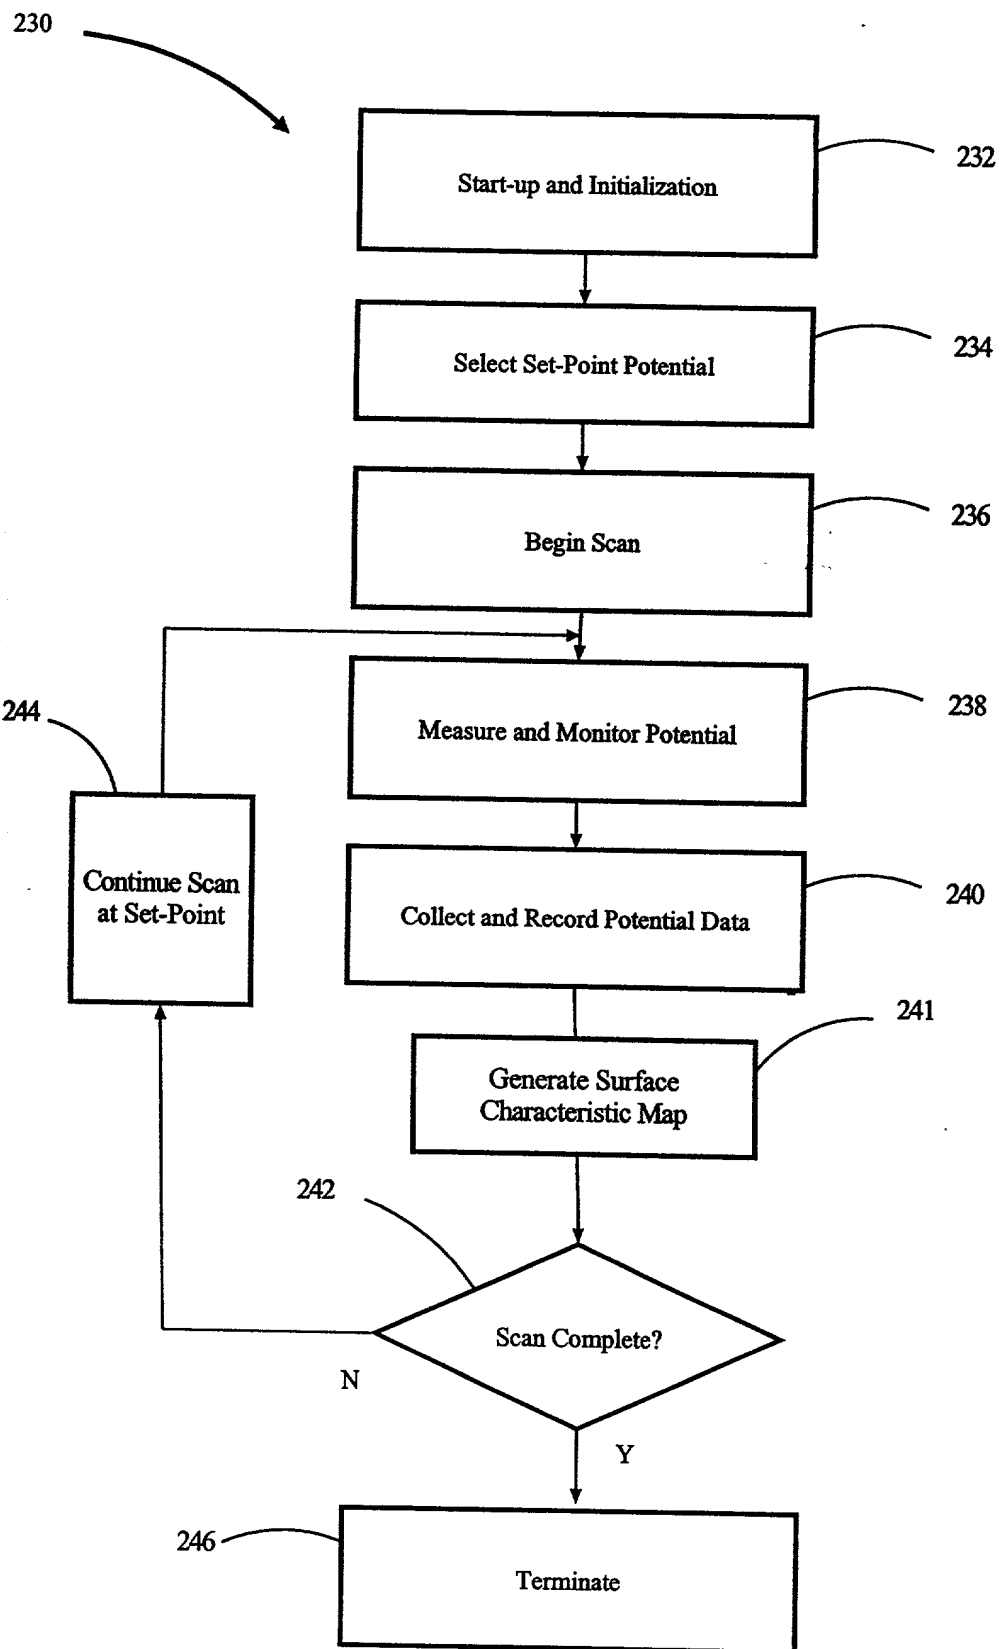 230
Start-up and Initialization
232
Select Set-Point Potential
234
Begin Scan
236
Measure and Monitor Potential
238
244
Continue Scan
at Set-Point
Collect and Record Potential Data
240
241
Generate Surface
Characteristic Map
242
Scan Complete?
N
Y
246
Terminate